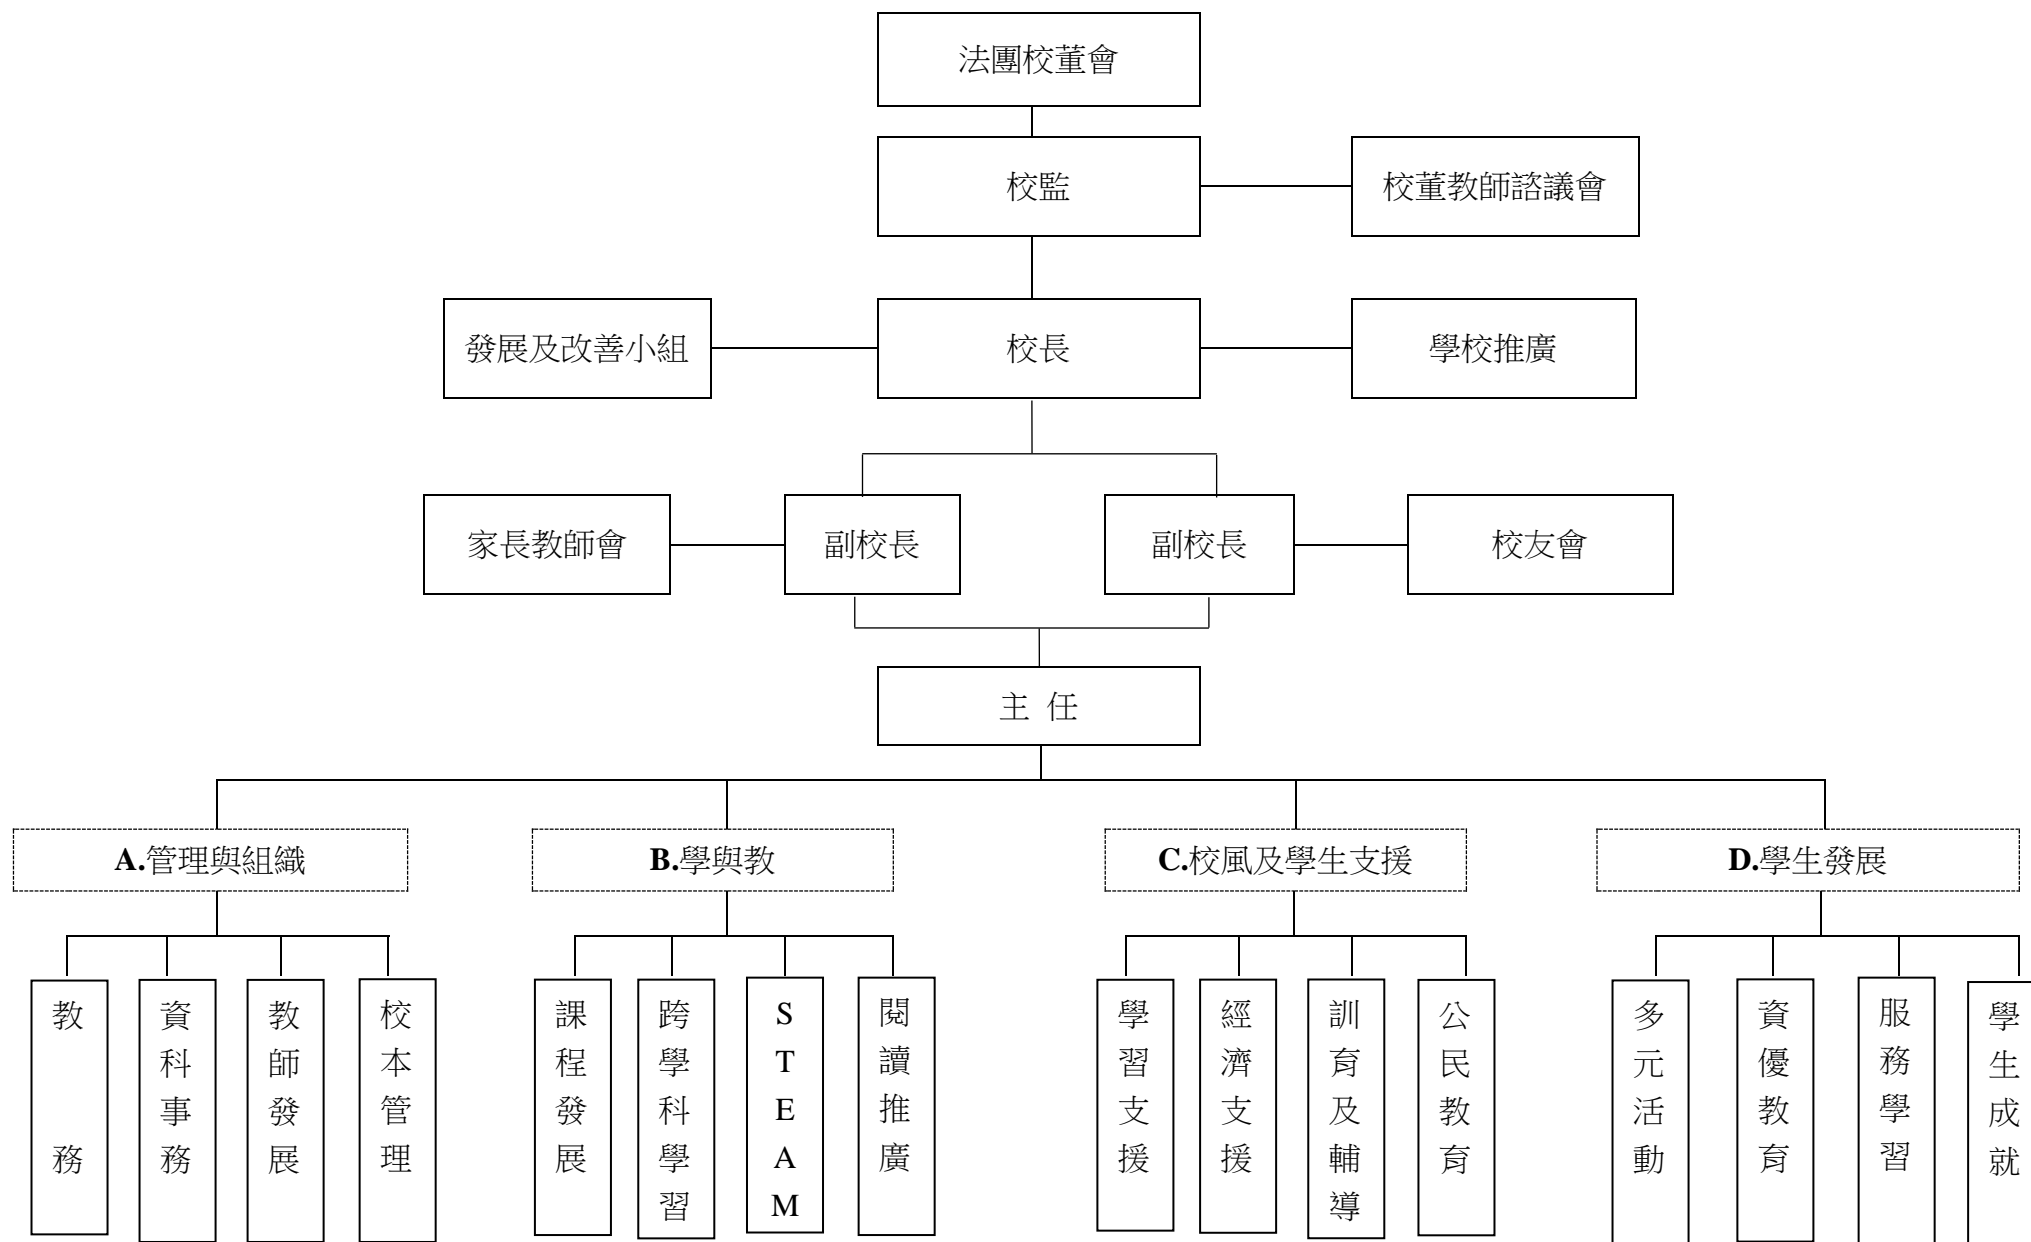 法團校董會
校監
校董教師諮議會
發展及改善小組
校長
學校推廣
家長教師會
副校長
副校長
校友會
主 任
A.管理與組織
B.學與教
C.校風及學生支援
D.學生發展
教務
資科事務
教師發展
校本管理
課程發展
跨學科學習
STEAM
閱讀推廣
學習支援
經濟支援
訓育及輔導
公民教育
多元活動
資優教育
服務學習
學生成就